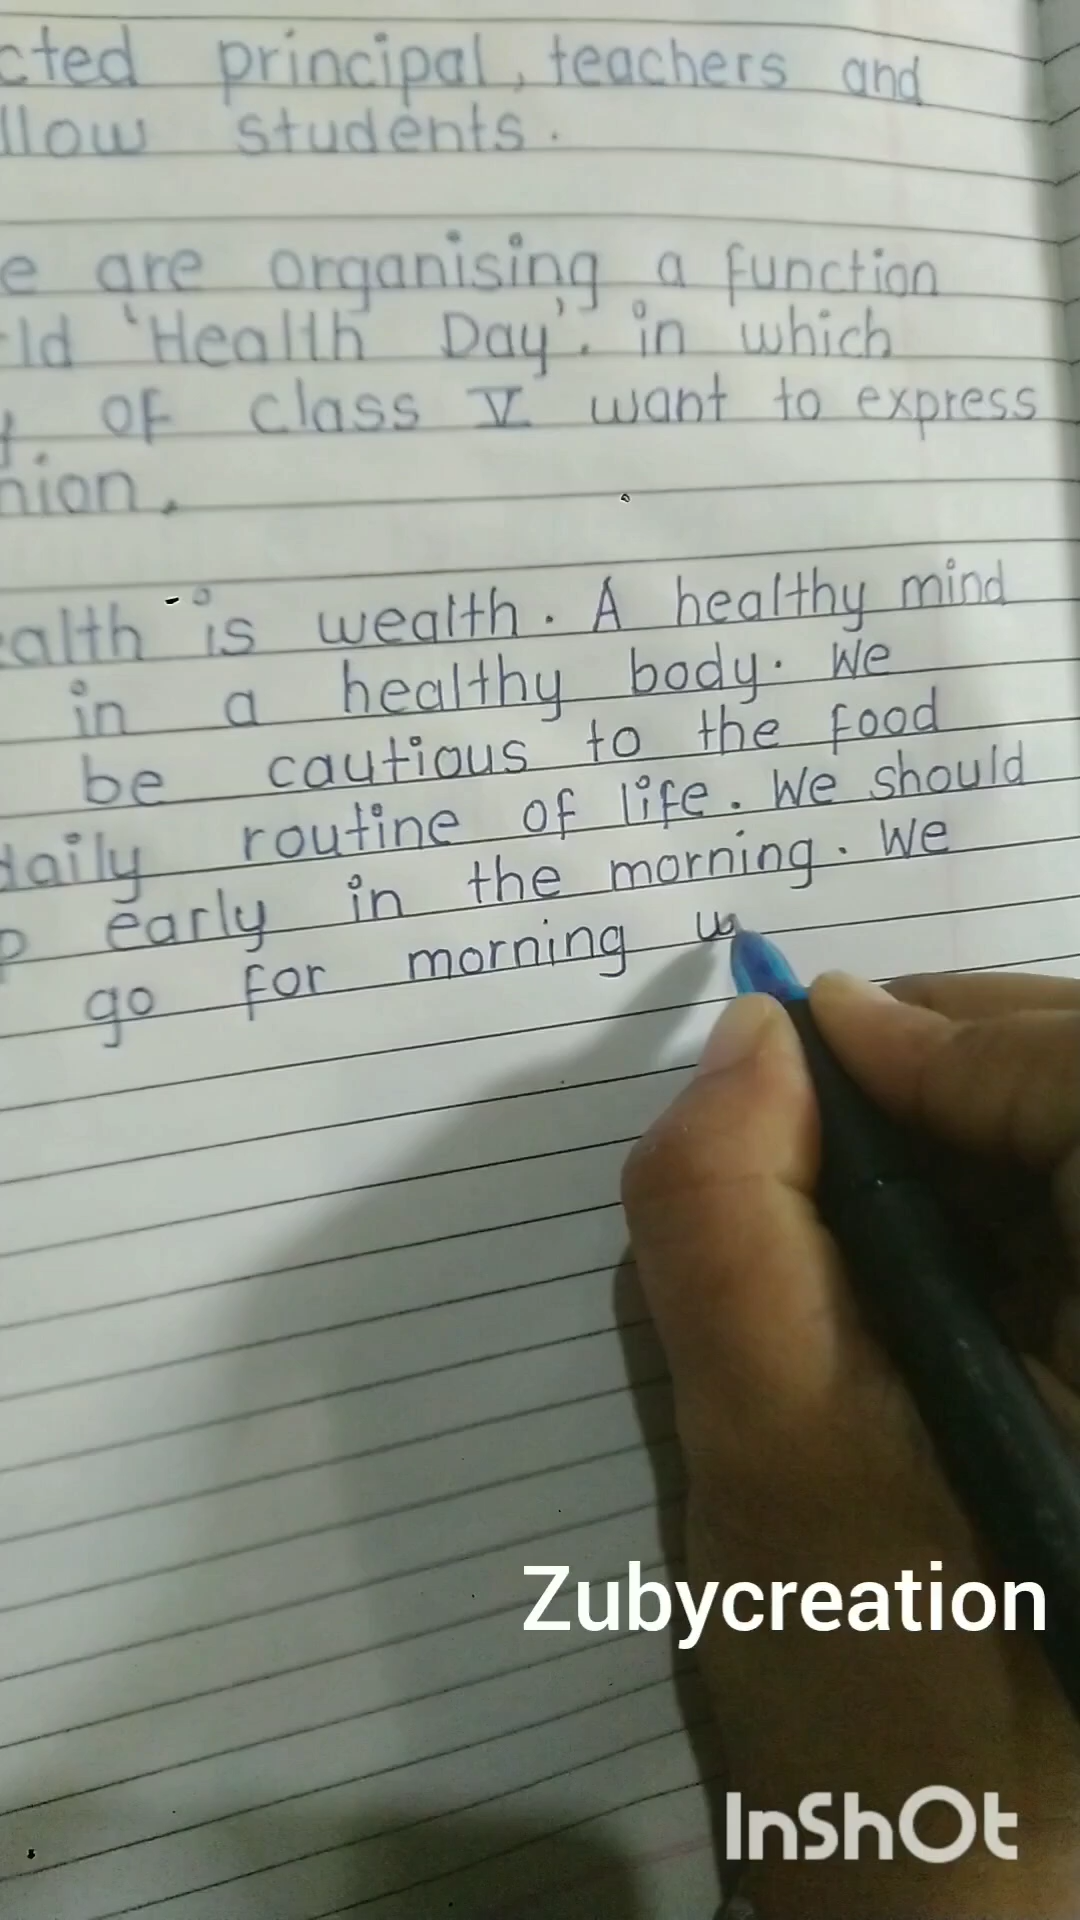 cted principal, teachers and
llow students.
e are organising a function
rld 'Health Day'. in which
of class V want to express
nion.
ealth is wealth. A healthy mind
in a healthy body. We
be cautious to the food
daily routine of life. We should
p early in the morning. We
go for morning
Zubycreation
InShOt